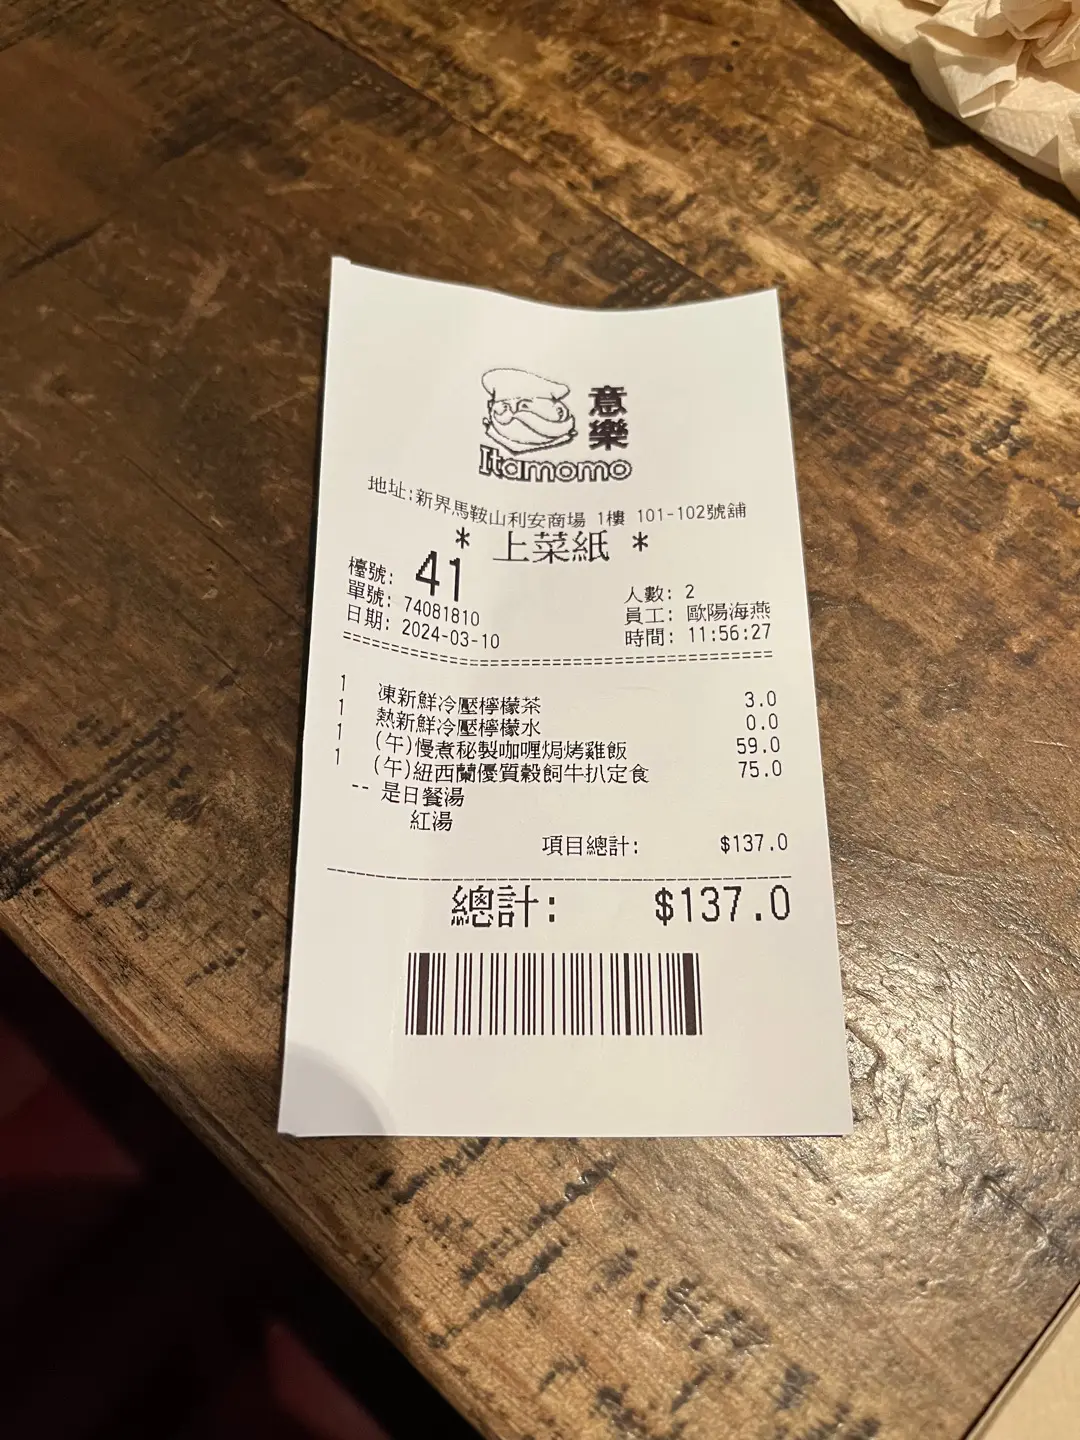 意樂
Itamomo
地址:新界馬鞍山利安商場 1樓 101-102號舖
* 上菜紙 *
檯號: 41
人數: 2
單號: 74081810
員工: 歐陽海燕
日期: 2024-03-10
時間: 11:56:27
1 凍新鮮冷壓檸檬茶 3.0
1 熱新鮮冷壓檸檬水 0.0
1 (午)慢煮秘製咖喱焗烤雞飯 59.0
1 (午)紐西蘭優質穀飼牛扒定食 75.0
-- 是日餐湯
紅湯
項目總計: $137.0
總計: $137.0